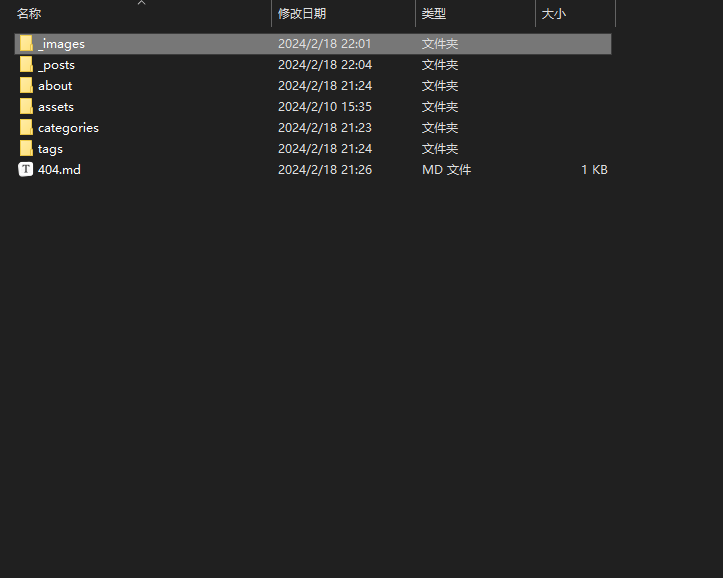 名称 修改日期 类型 大小
_images 2024/2/18 22:01 文件夹
_posts 2024/2/18 22:04 文件夹
about 2024/2/18 21:24 文件夹
assets 2024/2/10 15:35 文件夹
categories 2024/2/18 21:23 文件夹
tags 2024/2/18 21:24 文件夹
T 404.md 2024/2/18 21:26 MD 文件 1 KB